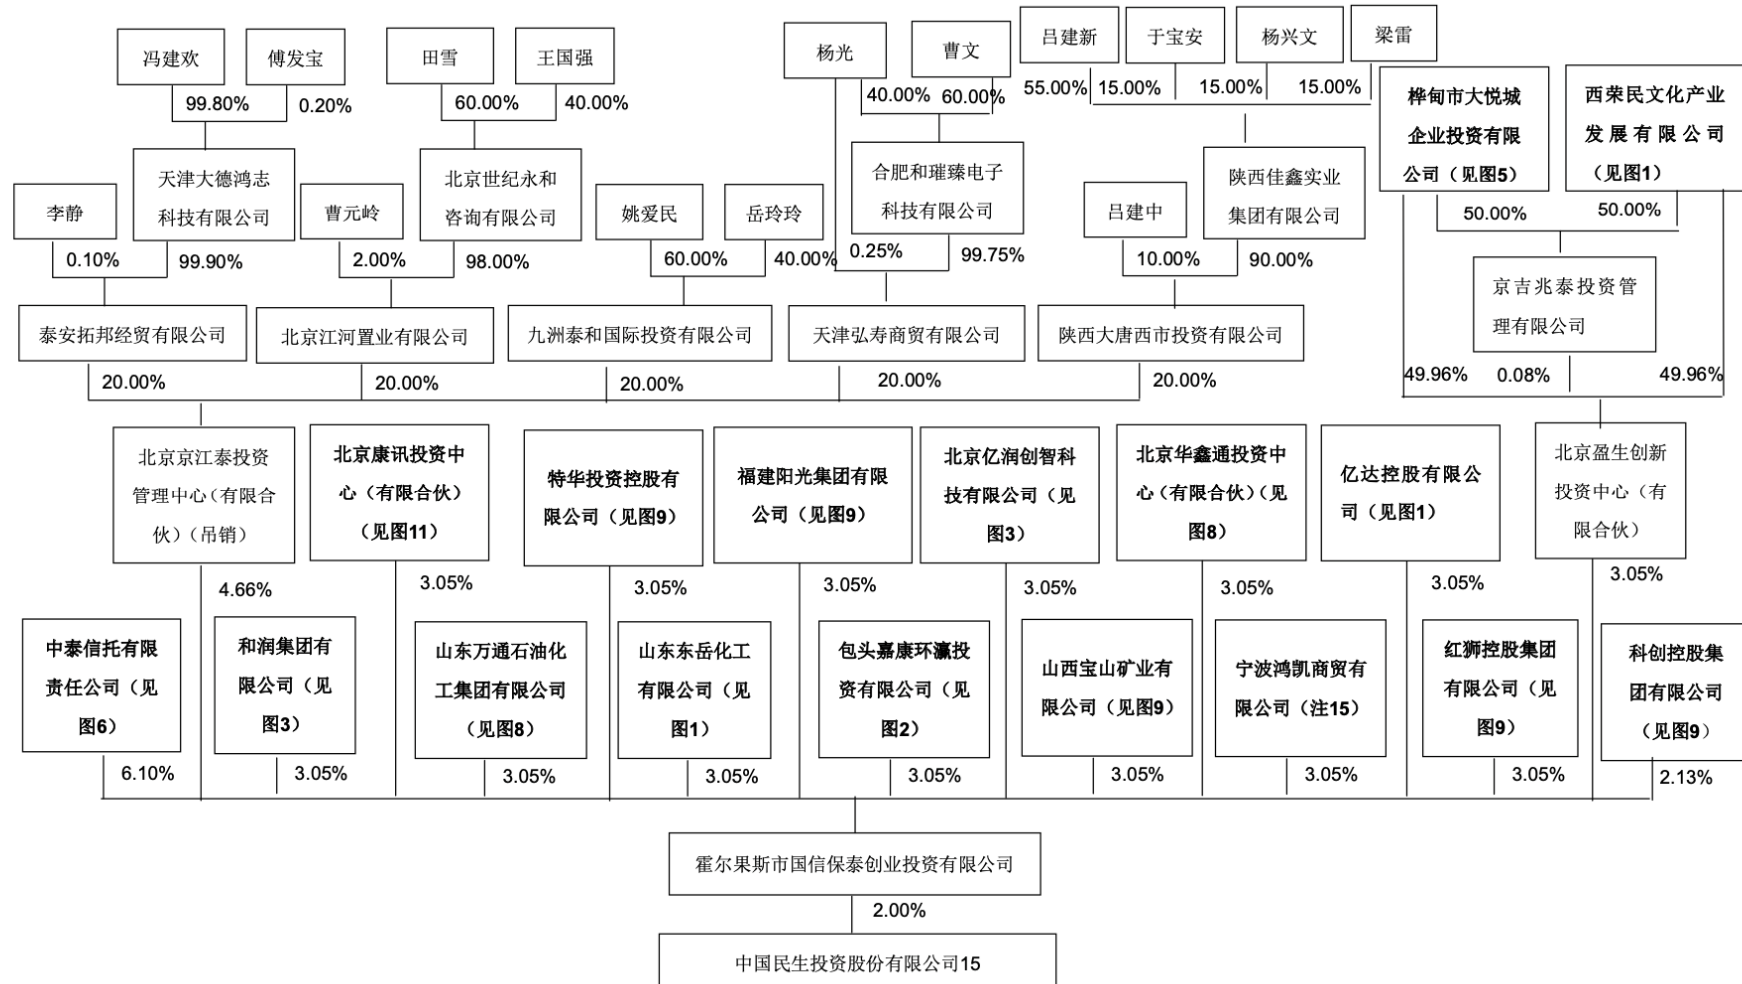 冯建欢
傅发宝
田雪
王国强
杨光
曹文
吕建新
于宝安
杨兴文
梁雷
99.80%
0.20%
60.00%
40.00%
40.00%
60.00%
55.00%
15.00%
15.00%
15.00%
桦甸市大悦城
企业投资有限
公司（见图5）
西荣民文化产业
发展有限公司
（见图1）
李静
天津大德鸿志
科技有限公司
曹元岭
北京世纪永和
咨询有限公司
姚爱民
岳玲玲
合肥和璀臻电子
科技有限公司
吕建中
陕西佳鑫实业
集团有限公司
50.00%
50.00%
0.10%
99.90%
2.00%
98.00%
60.00%
40.00%
0.25%
99.75%
10.00%
90.00%
京吉兆泰投资管
理有限公司
泰安拓邦经贸有限公司
北京江河置业有限公司
九洲泰和国际投资有限公司
天津弘寿商贸有限公司
陕西大唐西市投资有限公司
20.00%
20.00%
20.00%
20.00%
20.00%
49.96%
0.08%
49.96%
北京京江泰投资
管理中心（有限合
伙）（吊销）
北京康讯投资中
心（有限合伙）
（见图11）
特华投资控股有
限公司（见图9）
福建阳光集团有限
公司（见图9）
北京亿润创智科
技有限公司（见
图3）
北京华鑫通投资中
心（有限合伙）（见
图8）
亿达控股有限公
司（见图1）
北京盈生创新
投资中心（有
限合伙）
4.66%
3.05%
3.05%
3.05%
3.05%
3.05%
3.05%
3.05%
中泰信托有限
责任公司（见
图6）
和润集团有
限公司（见
图3）
山东万通石油化
工集团有限公司
（见图8）
山东东岳化工
有限公司（见
图1）
包头嘉康环瀛投
资有限公司（见
图2）
山西宝山矿业有
限公司（见图9）
宁波鸿凯商贸有
限公司（注15）
红狮控股集团
有限公司（见
图9）
科创控股集
团有限公司
（见图9）
6.10%
3.05%
3.05%
3.05%
3.05%
3.05%
3.05%
3.05%
2.13%
霍尔果斯市国信保泰创业投资有限公司
2.00%
中国民生投资股份有限公司15